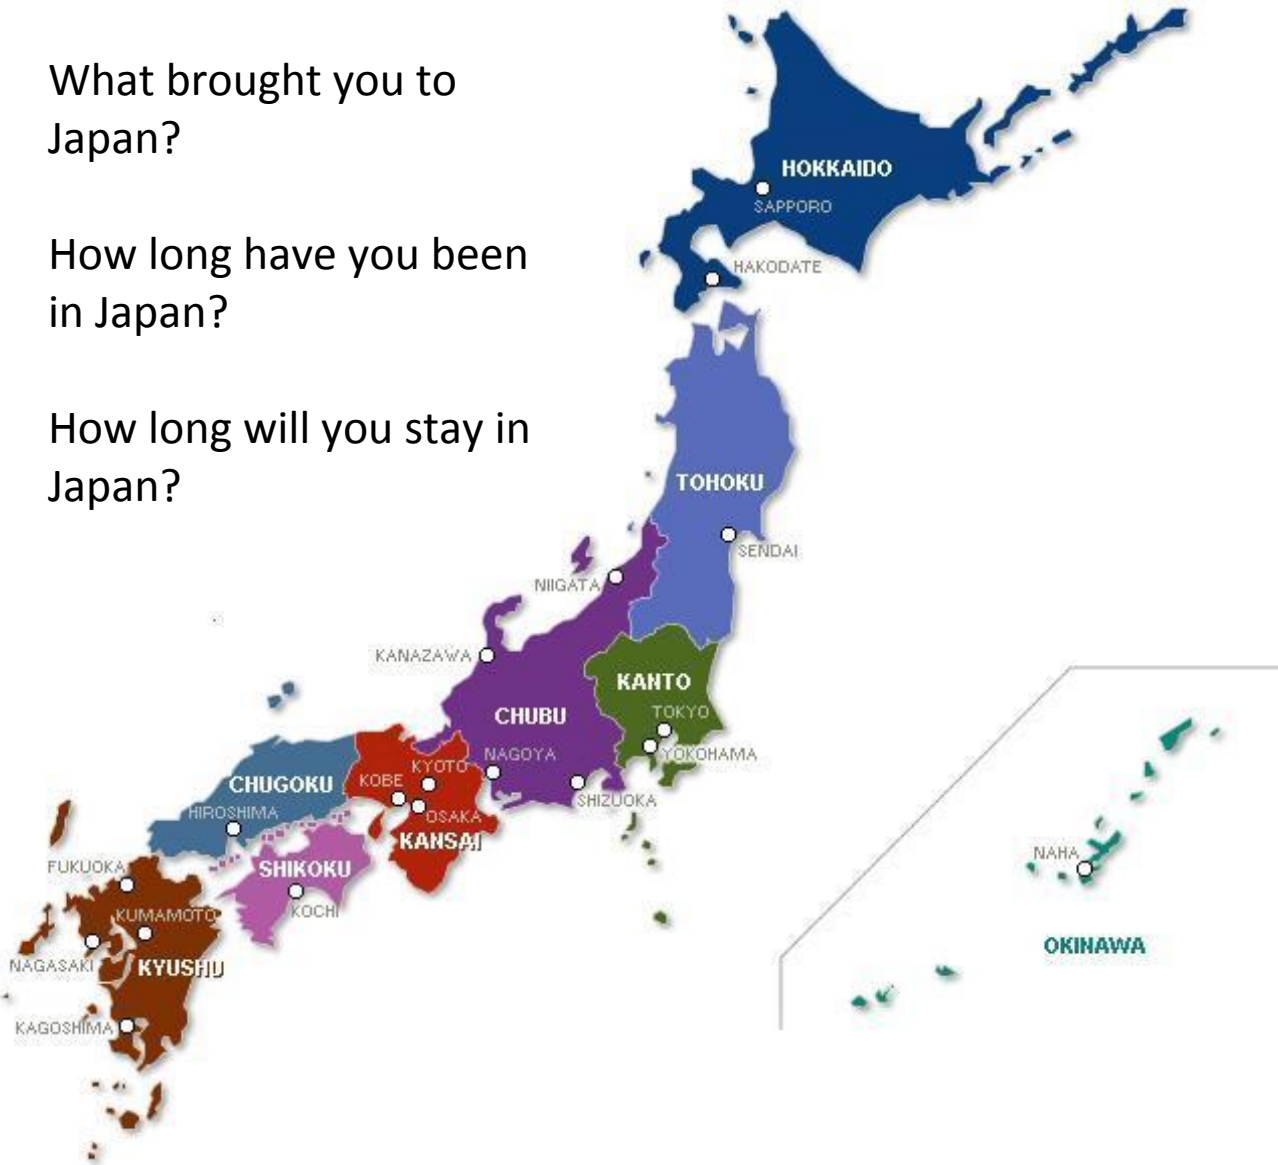 What brought you to
Japan?
How long have you been
in Japan?
How long will you stay in
Japan?
HOKKAIDO
SAPPORO
HAKODATE
TOHOKU
SENDAI
NIIGATA
KANAZAWA
KANTO
CHUBU
TOKYO
NAGOYA
YOKOHAMA
KYOTO
KOBE
CHUGOKU
SHIZUOKA
HIROSHIMA
OSAKA
KANSAI
FUKUOKA
SHIKOKU
KOCHI
KUMAMOTO
NAGASAKI
KYUSHU
KAGOSHIMA
NAHA
OKINAWA